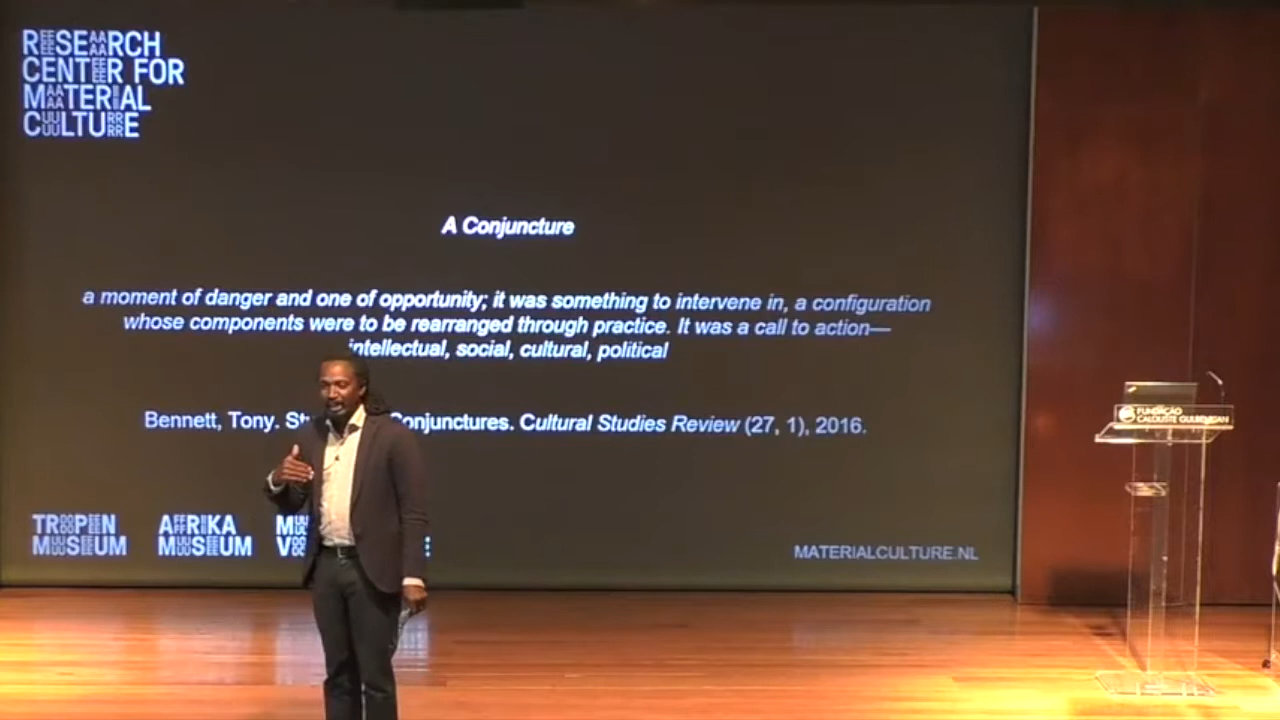 RESEARCH
CENTER FOR
MATERIAL
CULTURE
A Conjuncture
a moment of danger and one of opportunity; it was something to intervene in, a configuration
whose components were to be rearranged through practice. It was a call to action—
intellectual, social, cultural, political
Bennett, Tony. Conjunctures. Cultural Studies Review (27, 1), 2016.
TROPEN
MUSEUM
AFRIKA
MUSEUM
MATERIALCULTURE.NL
FUNDAÇÃO
CALOUSTE GULBENKIAN